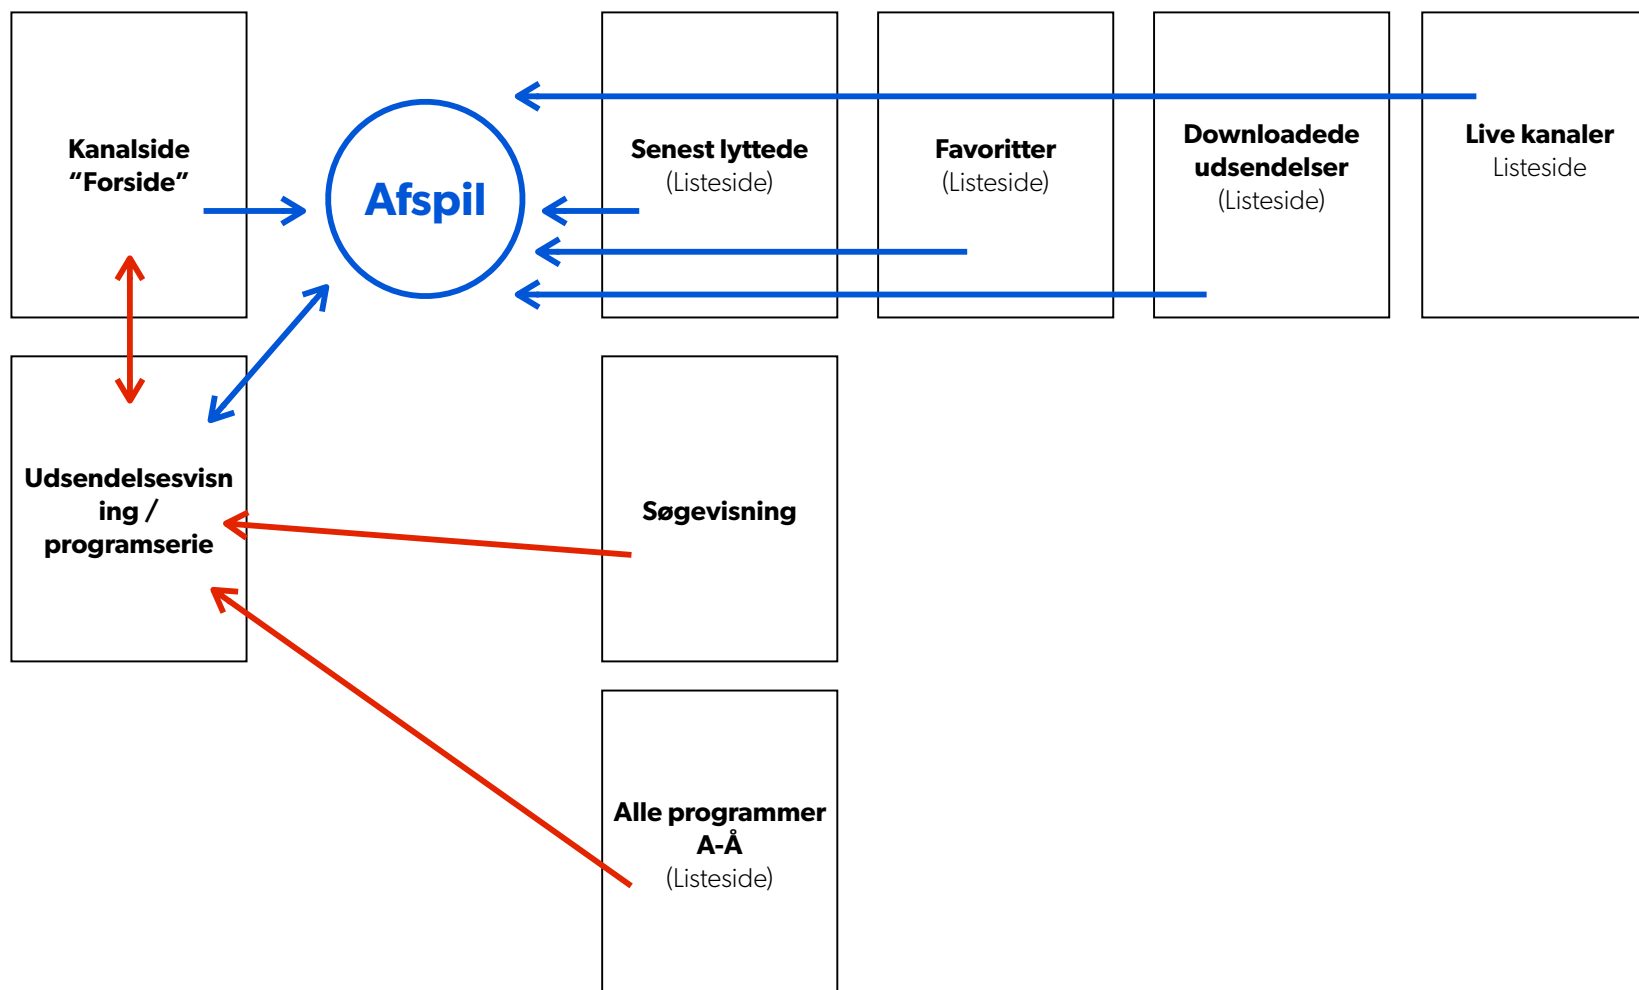 Kanalside
“Forside”
Afspil
Senest lyttede
(Listeside)
Favoritter
(Listeside)
Downloadede
udsendelser
(Listeside)
Live kanaler
Listeside
Udsendelsesvisn
ing /
programserie
Søgevisning
Alle programmer
A-Å
(Listeside)